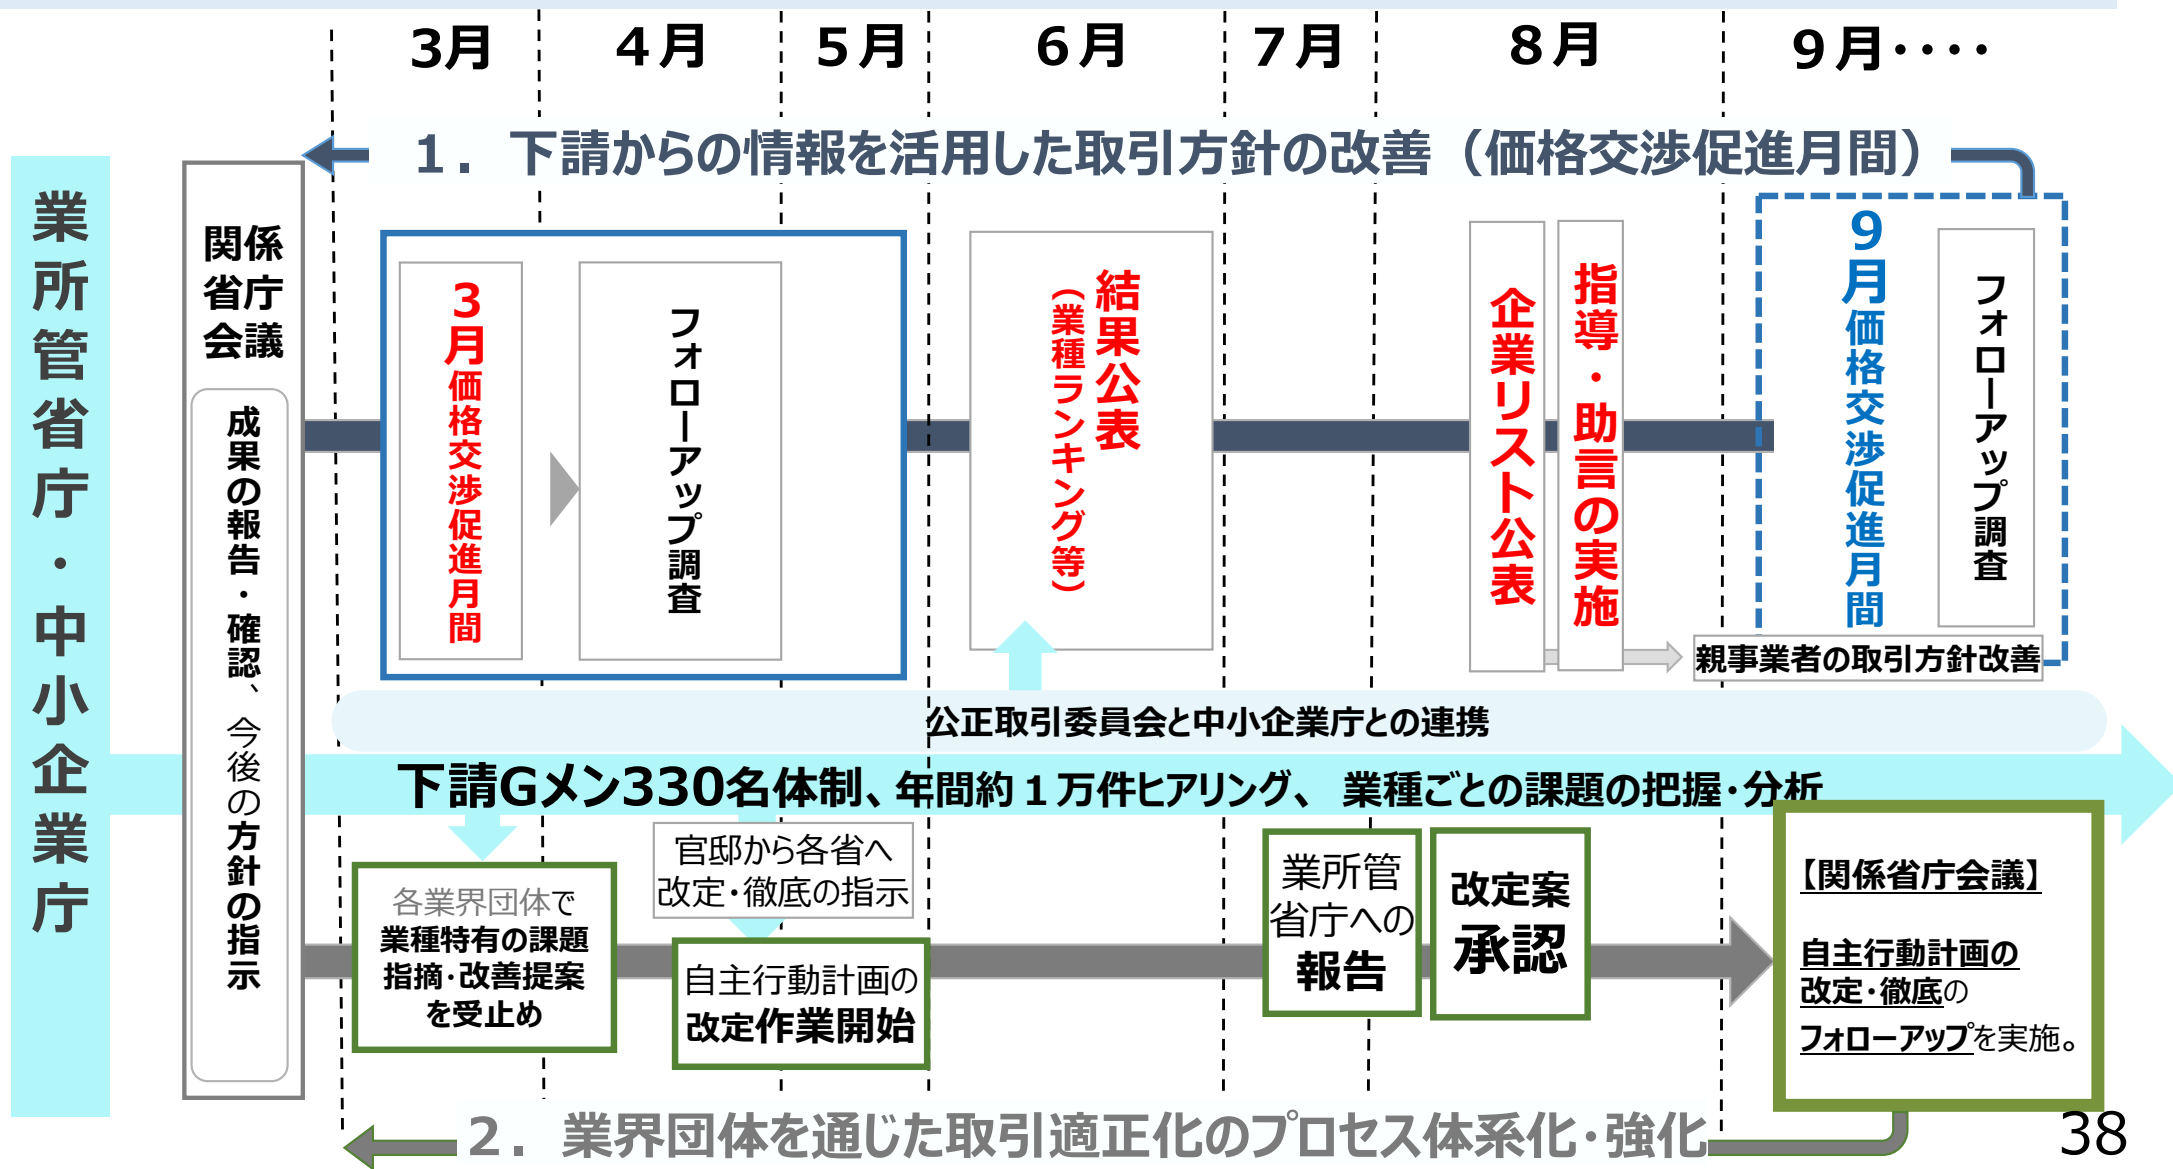 3月
４月
５月
６月
７月
８月
９月・・・・
１．下請からの情報を活用した取引方針の改善（価格交渉促進月間）
業所管省庁・中小企業庁
関係
省庁
会議
成果の報告・確認、今後の方針の指示
３月価格交渉促進月間
フォローアップ調査
結果公表
（業種ランキング等）
企業リスト公表
指導・助言の実施
９月価格交渉促進月間
フォローアップ調査
親事業者の取引方針改善
公正取引委員会と中小企業庁との連携
下請Gメン330名体制、年間約１万件ヒアリング、業種ごとの課題の把握・分析
各業界団体で
業種特有の課題
指摘・改善提案
を受止め
官邸から各省へ
改定・徹底の指示
自主行動計画の
改定作業開始
業所管
省庁への
報告
改定案
承認
【関係省庁会議】
自主行動計画の
改定・徹底の
フォローアップを実施。
２．業界団体を通じた取引適正化のプロセス体系化・強化
38